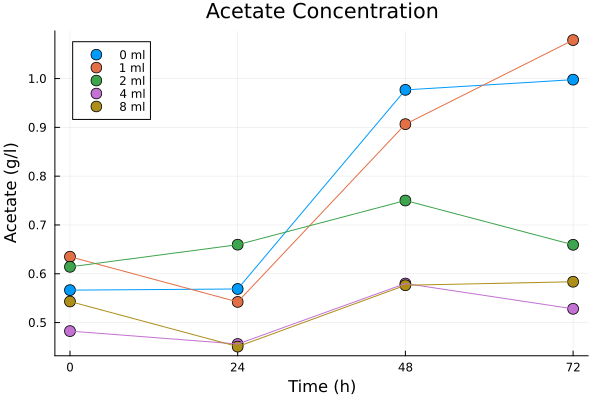 Acetate Concentration
0 ml
1 ml
2 ml
4 ml
8 ml
Acetate (g/l)
1.0
0.9
0.8
0.7
0.6
0.5
0 24 48 72
Time (h)